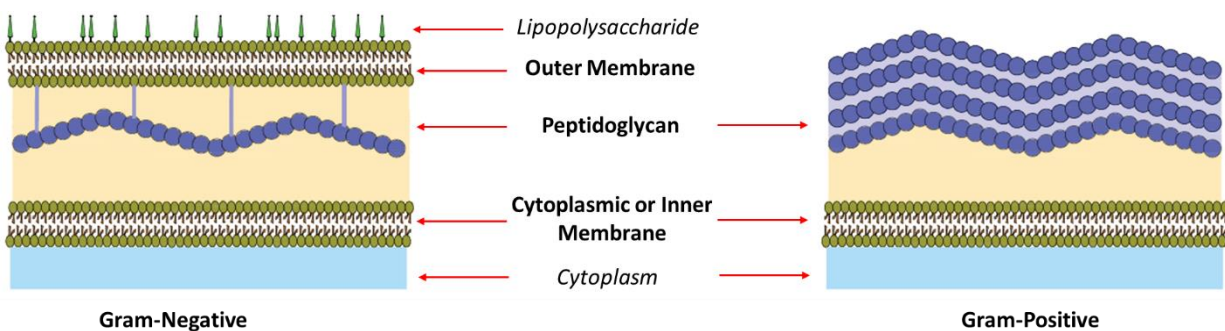 Lipopolysaccharide
Outer Membrane
Peptidoglycan
Cytoplasmic or Inner
Membrane
Cytoplasm
Gram-Negative
Gram-Positive